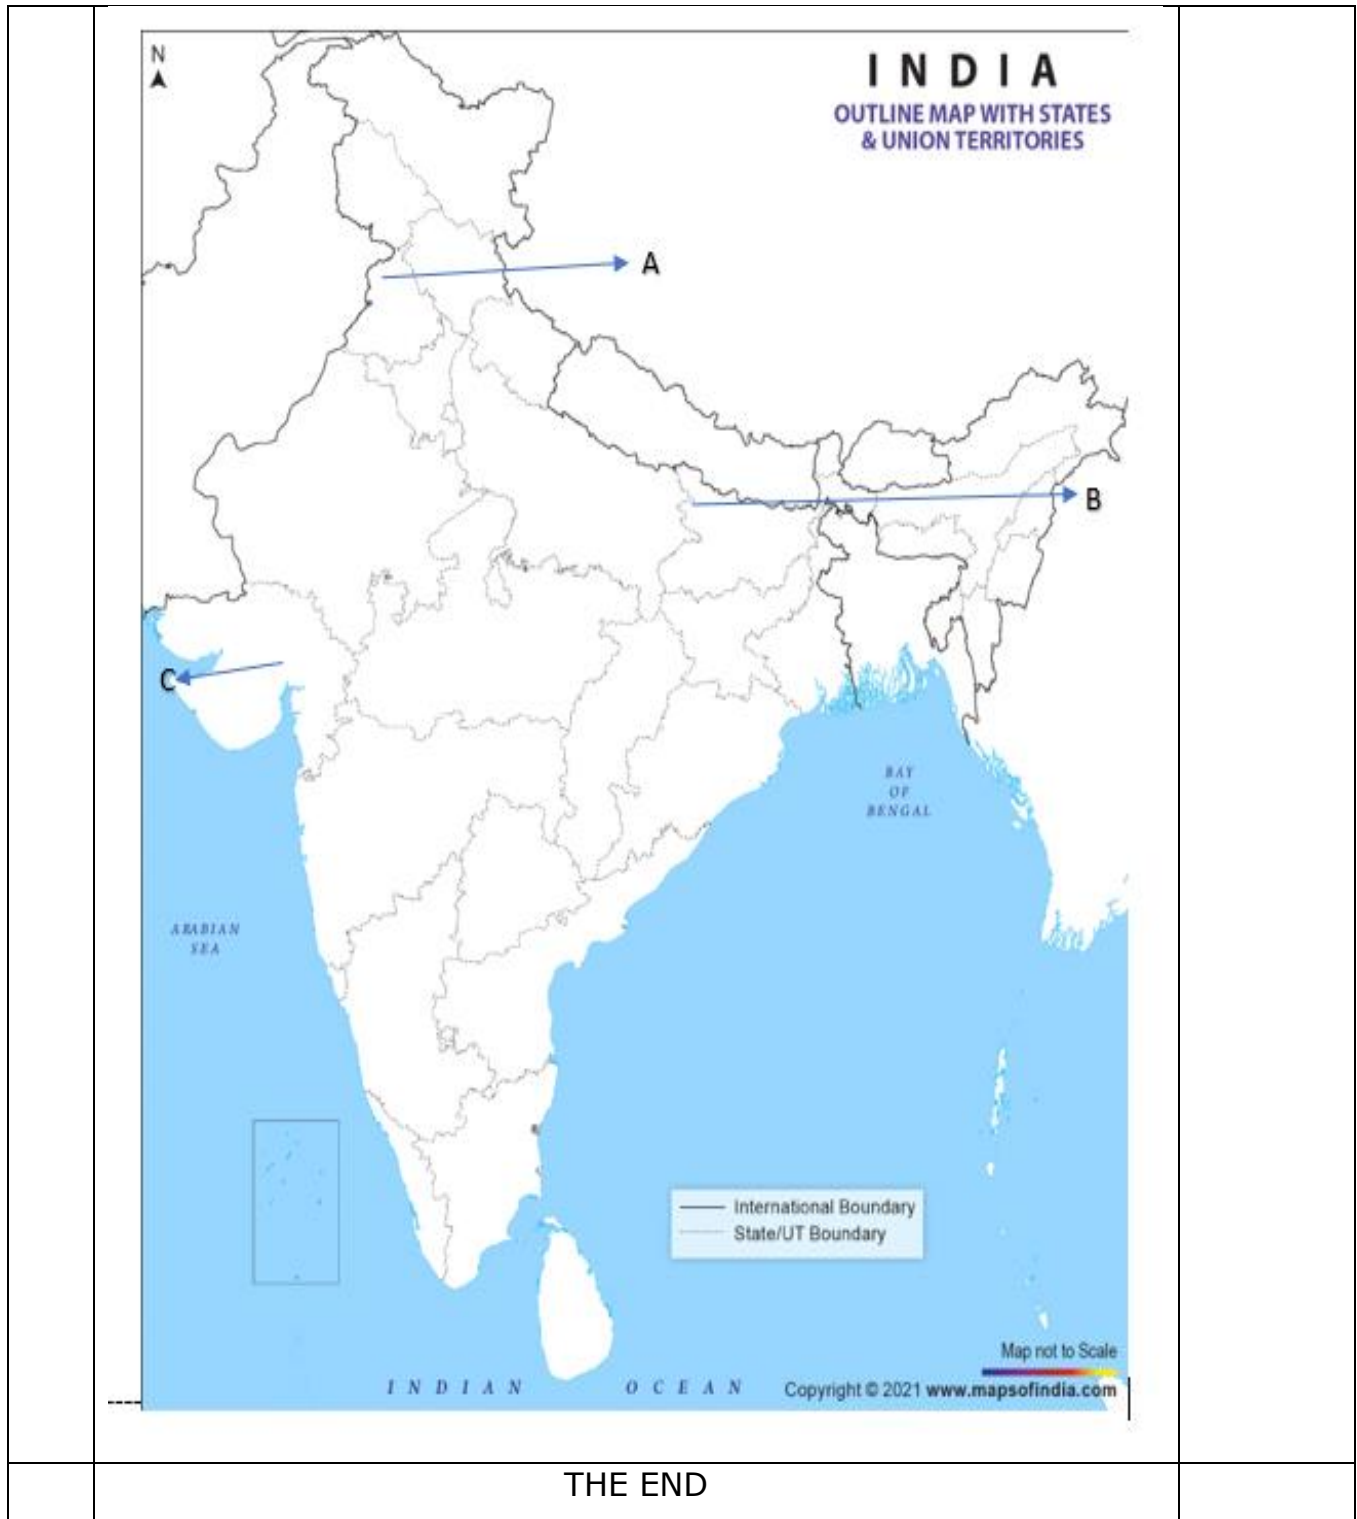 N
I N D I A
OUTLINE MAP WITH STATES
& UNION TERRITORIES
A
B
C
BAY
OF
BENGAL
ARABIAN
SEA
International Boundary
State/UT Boundary
Map not to Scale
INDIAN OCEAN
Copyright © 2021 www.mapsofindia.com
THE END